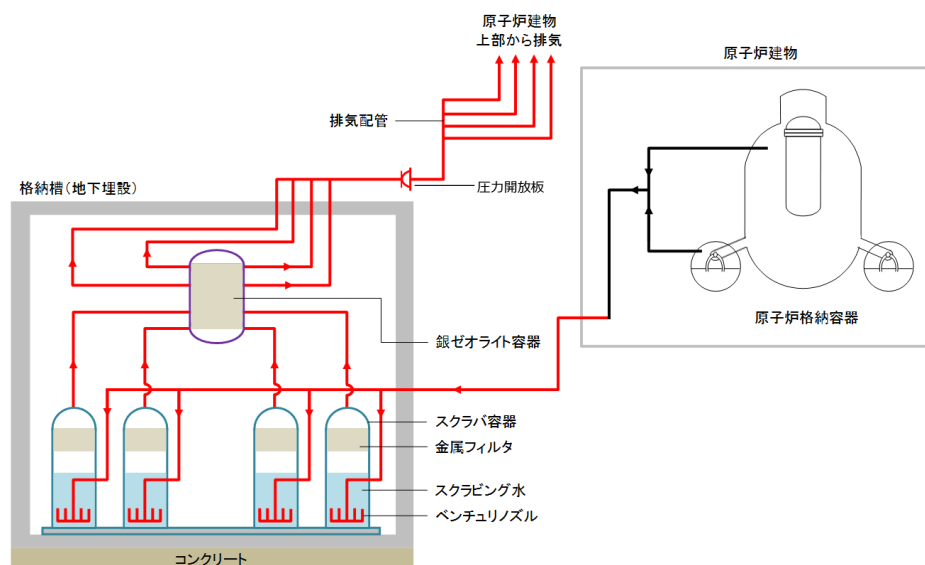 原子炉建物
上部から排気
原子炉建物
排気配管
格納槽(地下埋設)
圧力開放板
原子炉格納容器
銀ゼオライト容器
スクラバ容器
金属フィルタ
スクラビング水
ベンチュリノズル
コンクリート